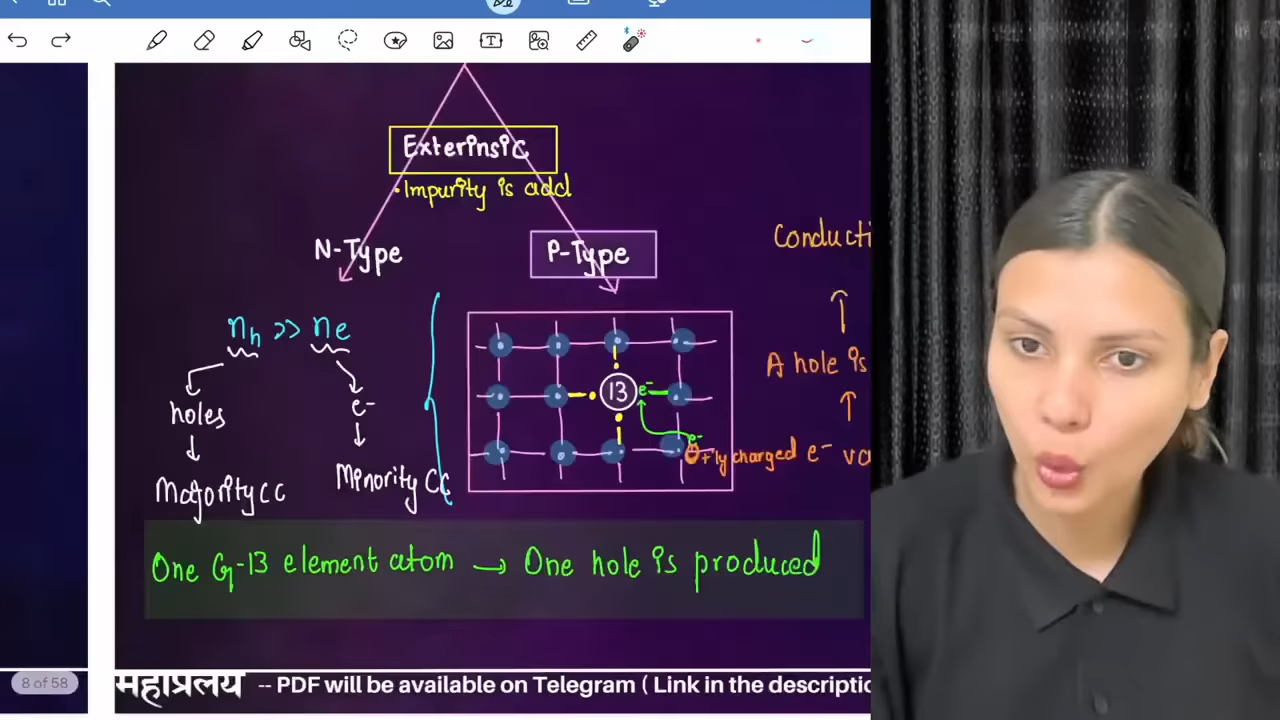 Exterinsic
• Impurity is add
N-Type
P-Type
Conducti
nh >> ne
A hole is
13 e-
holes
e-
e-
+'ly charged e- va
Majority CC
Minority CC
One G-13 element atom → One hole is produced
8 of 58
महाप्रलय -- PDF will be available on Telegram ( Link in the descriptio